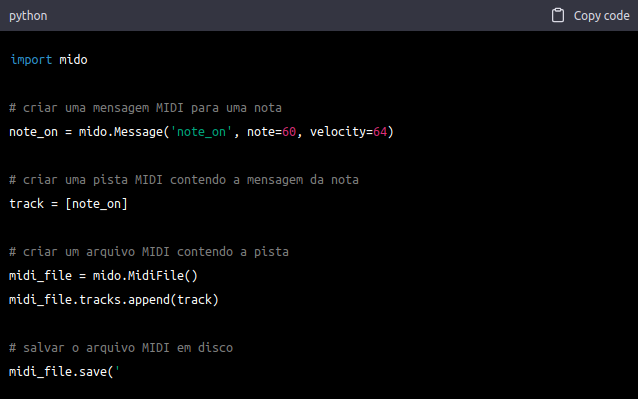 python Copy code
import mido
# criar uma mensagem MIDI para uma nota
note_on = mido.Message('note_on', note=60, velocity=64)
# criar uma pista MIDI contendo a mensagem da nota
track = [note_on]
# criar um arquivo MIDI contendo a pista
midi_file = mido.MidiFile()
midi_file.tracks.append(track)
# salvar o arquivo MIDI em disco
midi_file.save('